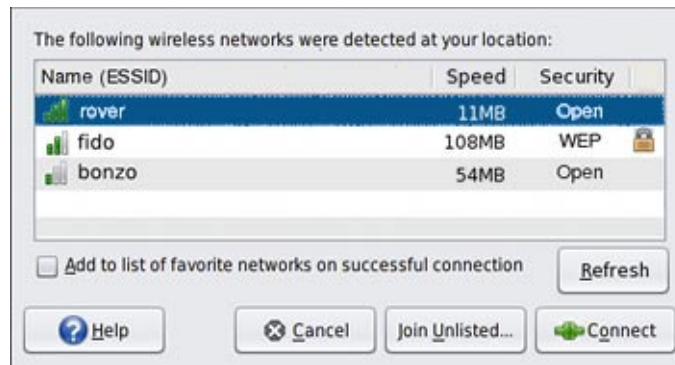 The following wireless networks were detected at your location:
Name (ESSID) Speed Security
rover 11MB Open
fido 108MB WEP
bonzo 54MB Open
Add to list of favorite networks on successful connection
Refresh
Help Cancel Join Unlisted... Connect